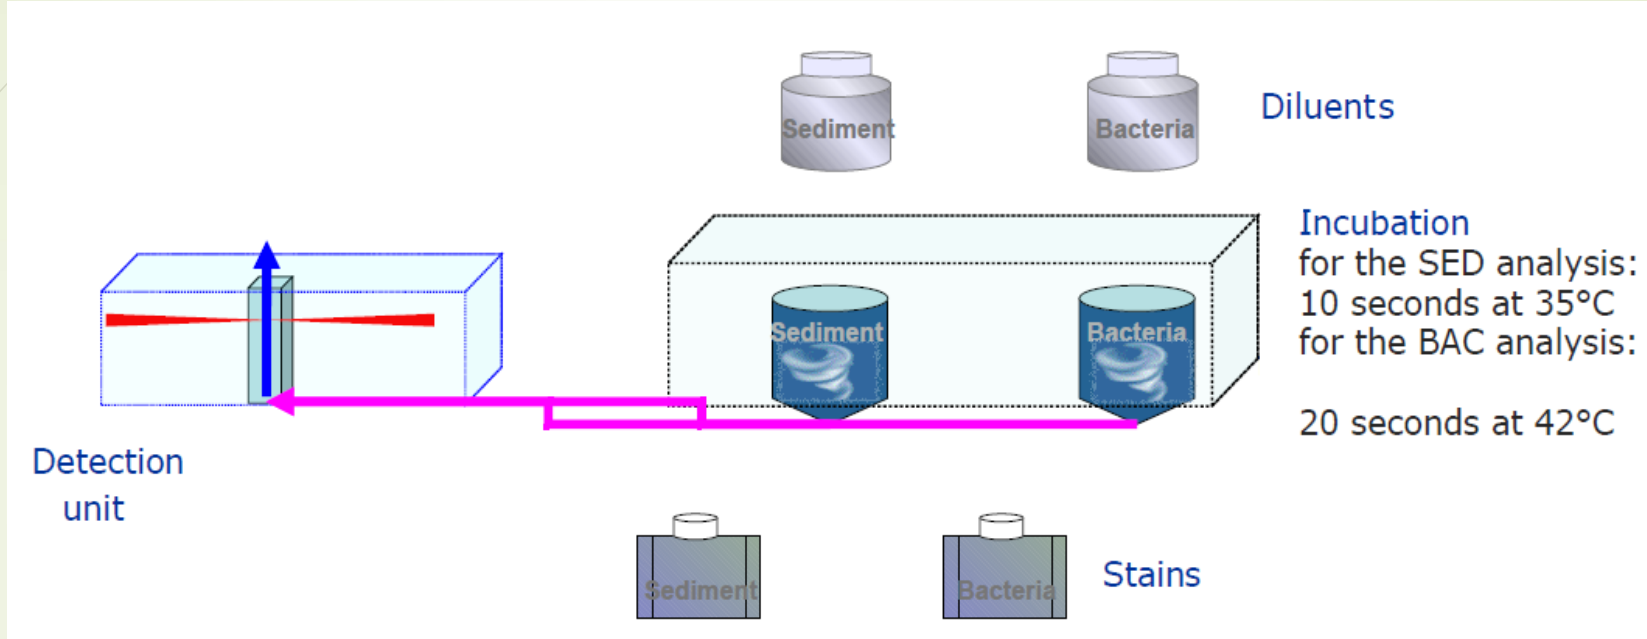 Sediment
Bacteria
Diluents
Incubation
for the SED analysis:
10 seconds at 35°C
for the BAC analysis:
20 seconds at 42°C
Sediment
Bacteria
Detection
unit
Sediment
Bacteria
Stains